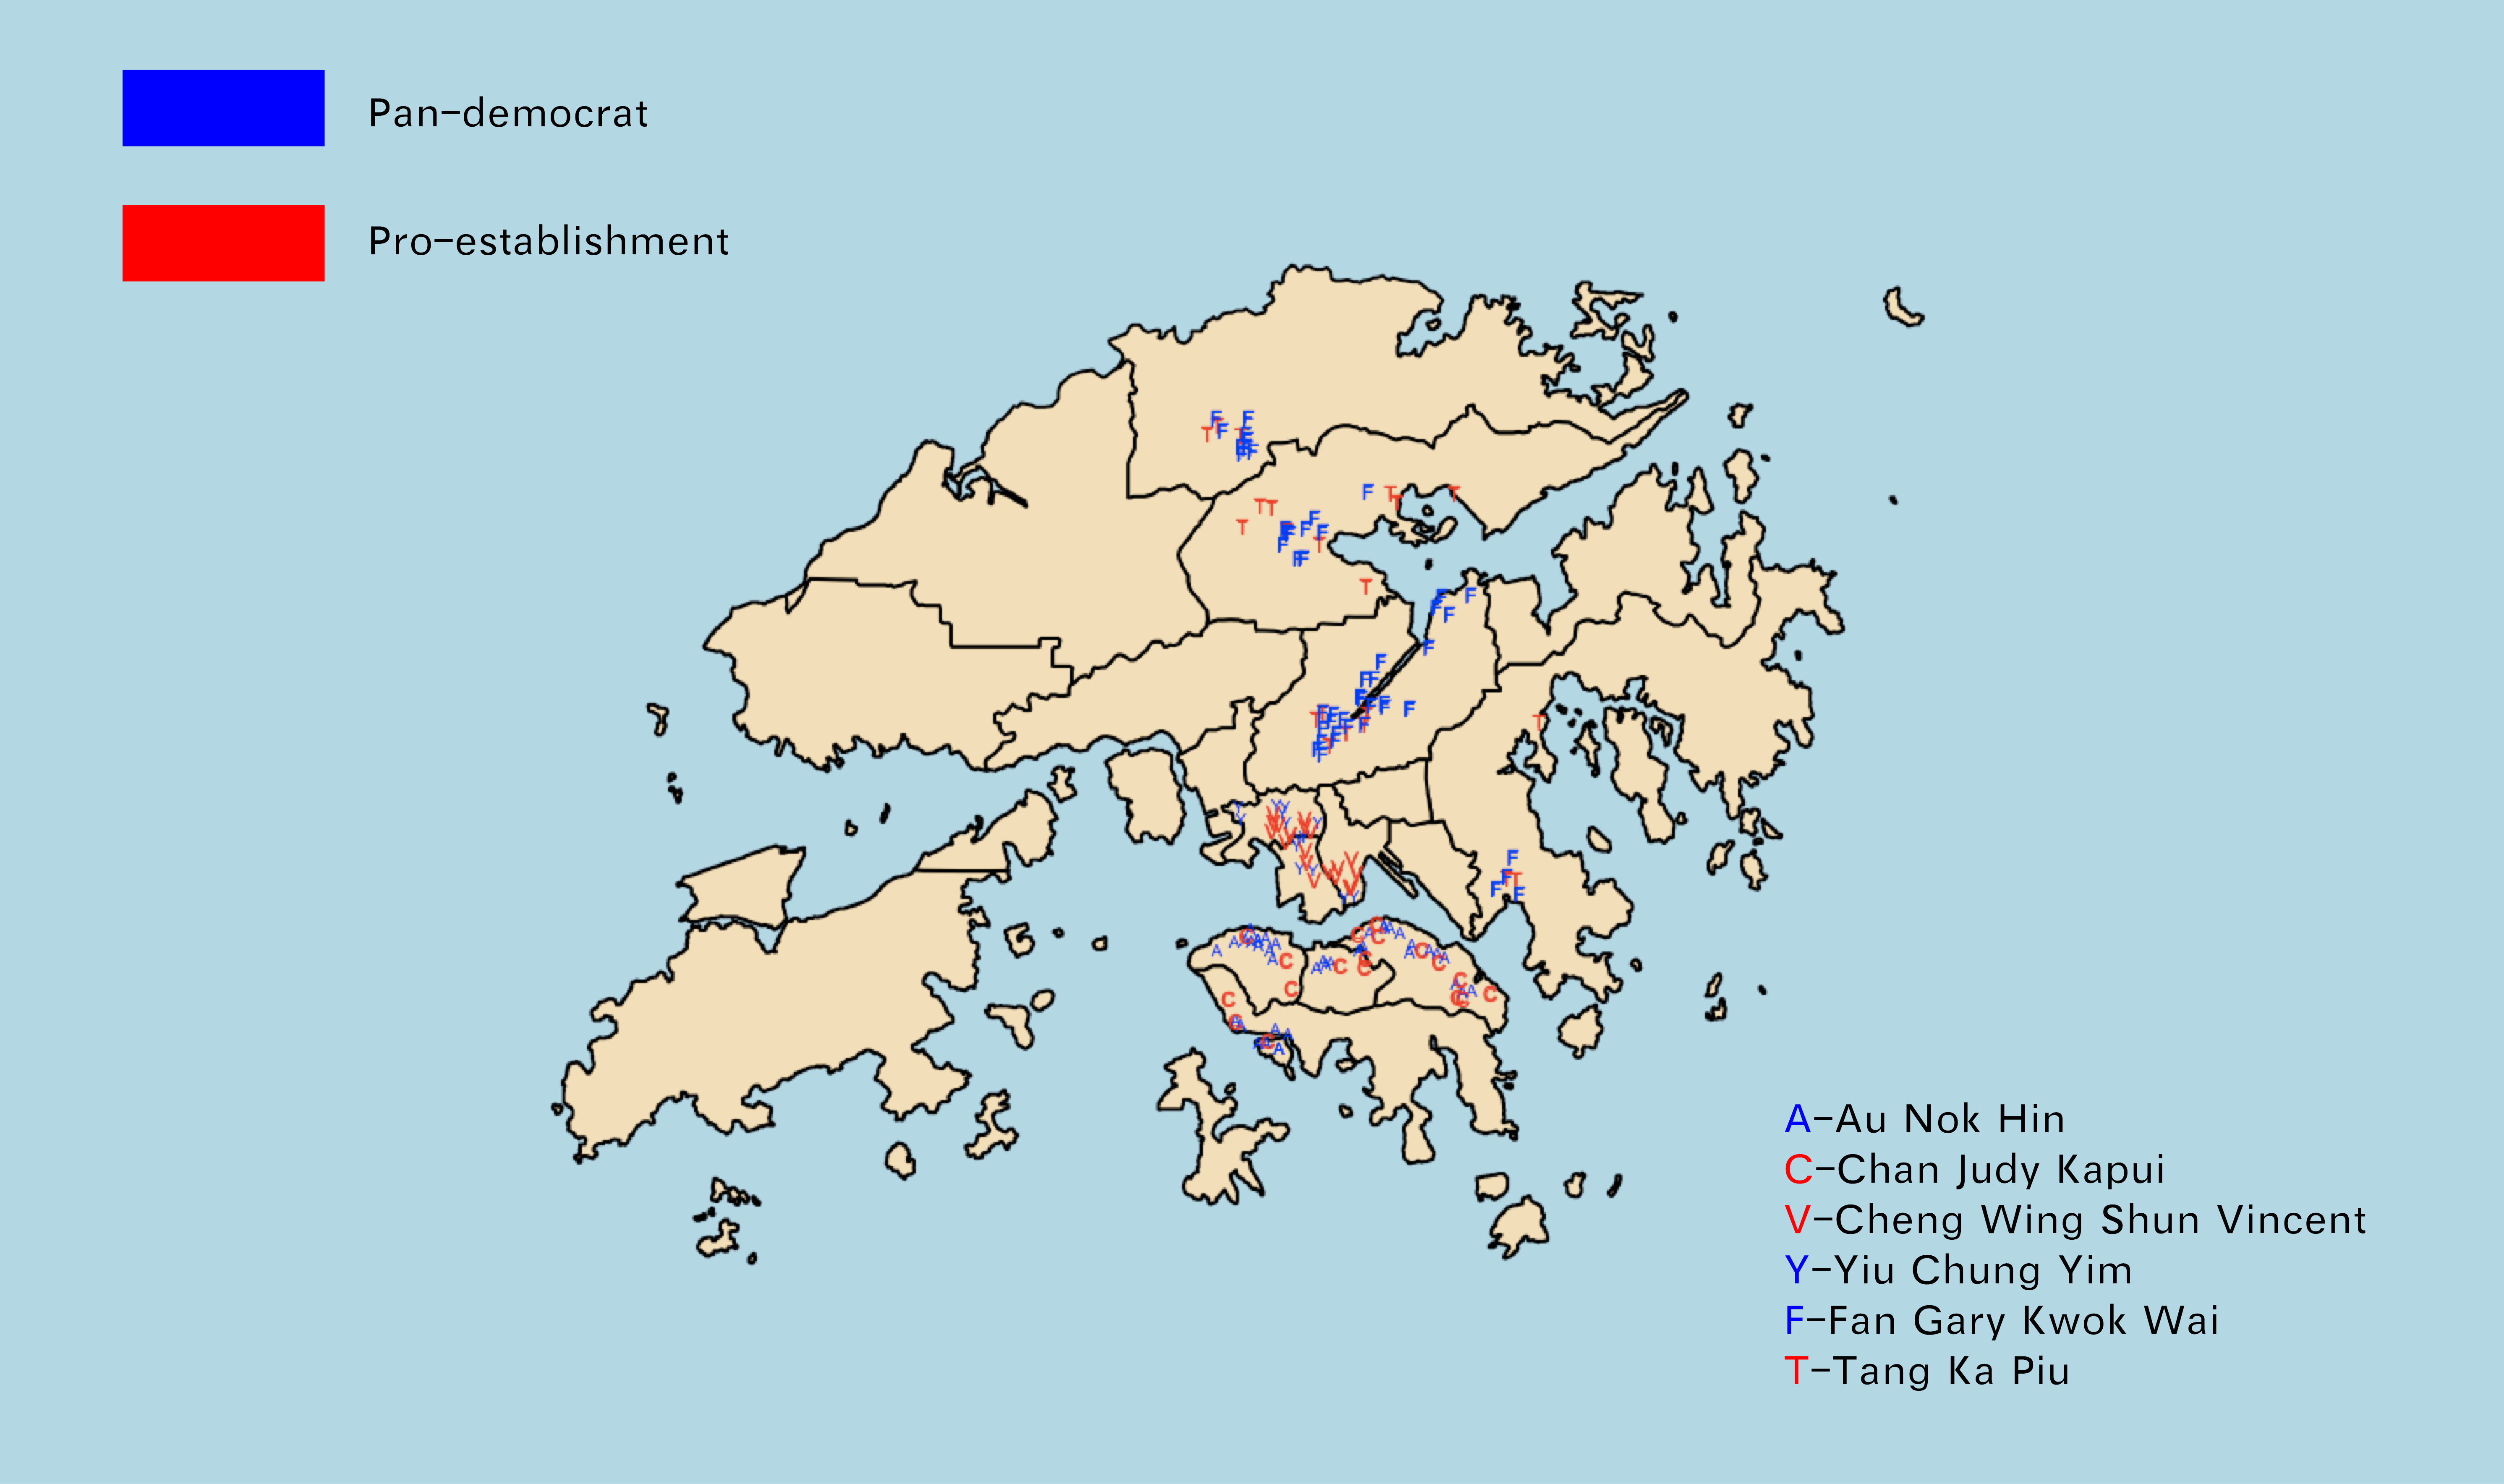 Pan-democrat
Pro-establishment
A-Au Nok Hin
C-Chan Judy Kapui
V-Cheng Wing Shun Vincent
Y-Yiu Chung Yim
F-Fan Gary Kwok Wai
T-Tang Ka Piu